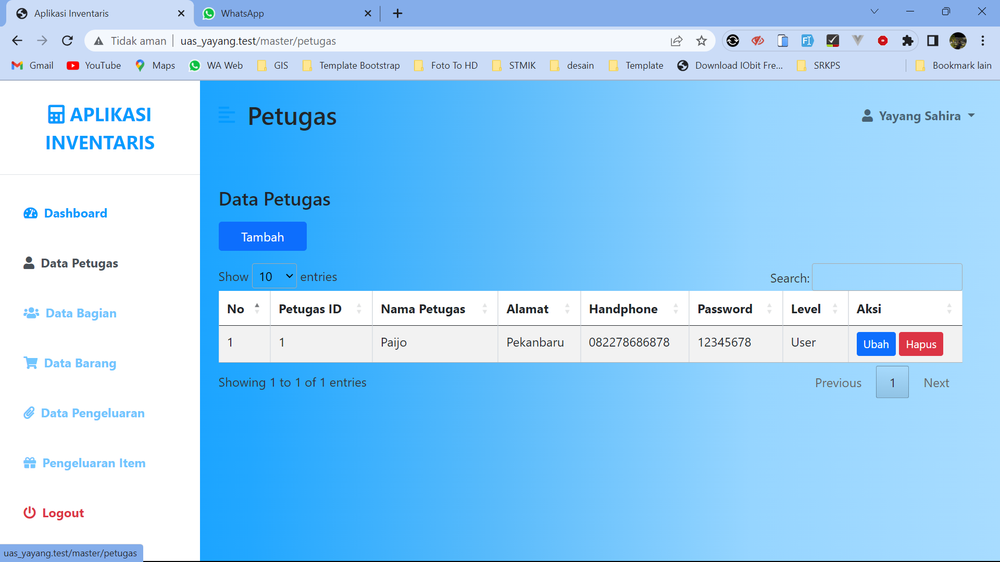 Aplikasi Inventaris
WhatsApp
Tidak aman uas_yayang.test/master/petugas
Gmail YouTube Maps WA Web GIS Template Bootstrap Foto To HD STMIK desain Template Download IObit Fre... SRKPS Bookmark lain
APLIKASI
INVENTARIS
Dashboard
Data Petugas
Data Bagian
Data Barang
Data Pengeluaran
Pengeluaran Item
Logout
Petugas
Yayang Sahira
Data Petugas
Tambah
Show 10 entries
Search:
No Petugas ID Nama Petugas Alamat Handphone Password Level Aksi
1 1 Paijo Pekanbaru 082278686878 12345678 User Ubah Hapus
Showing 1 to 1 of 1 entries
Previous 1 Next
uas_yayang.test/master/petugas